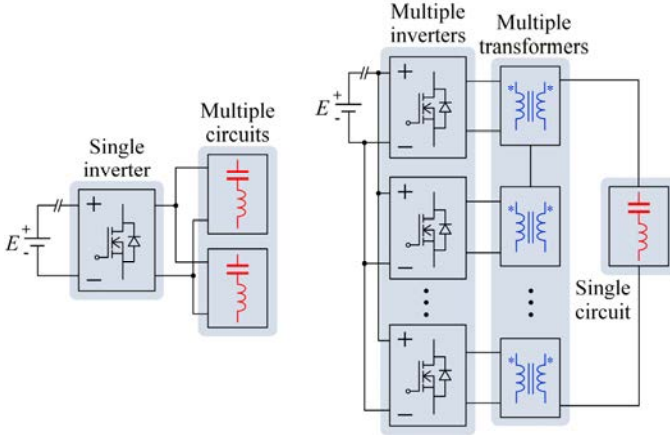 Single
inverter
Multiple
circuits
E
+
-
+
−
Multiple
inverters
Multiple
transformers
E
+
-
+
−
* *
+
−
* *
+
−
* *
Single
circuit